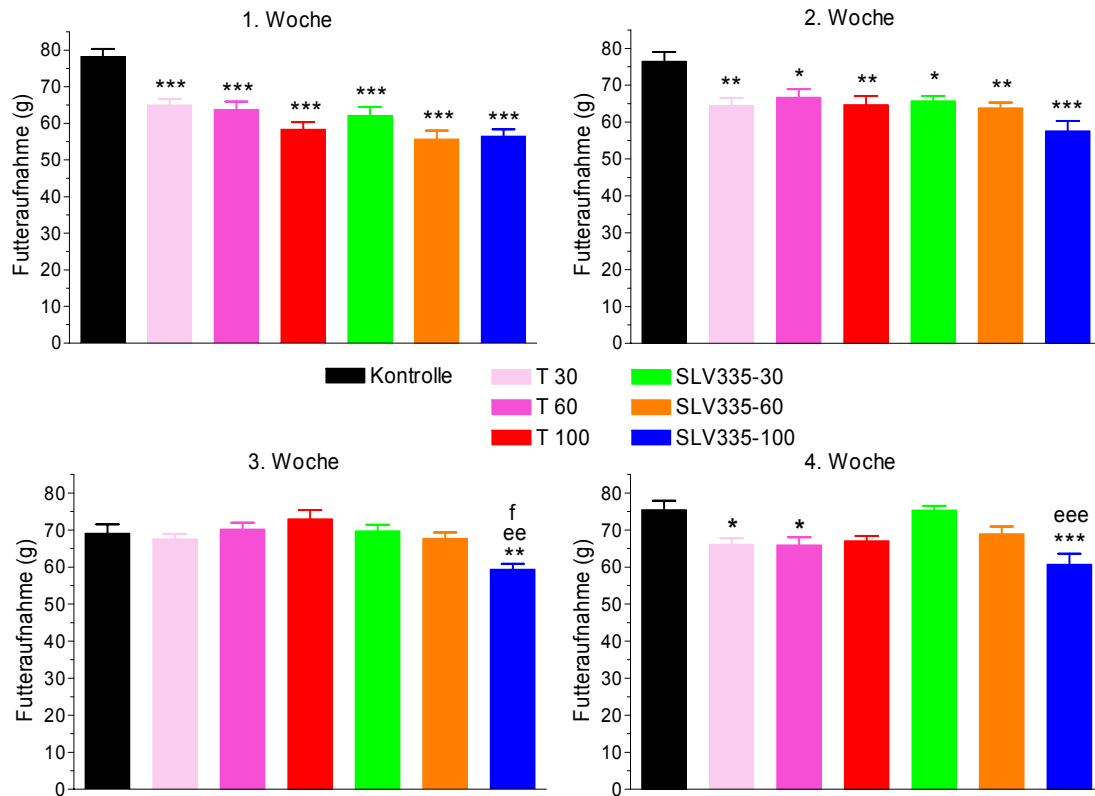 1. Woche
Futteraufnahme (g)
80
70
60
50
40
30
20
10
0
*** *** *** *** *** ***
2. Woche
Futteraufnahme (g)
80
70
60
50
40
30
20
10
0
** * ** * ** ***
Kontrolle
T 30
T 60
T 100
SLV335-30
SLV335-60
SLV335-100
3. Woche
Futteraufnahme (g)
80
70
60
50
40
30
20
10
0
f
ee
**
4. Woche
Futteraufnahme (g)
80
70
60
50
40
30
20
10
0
* *
eee
***